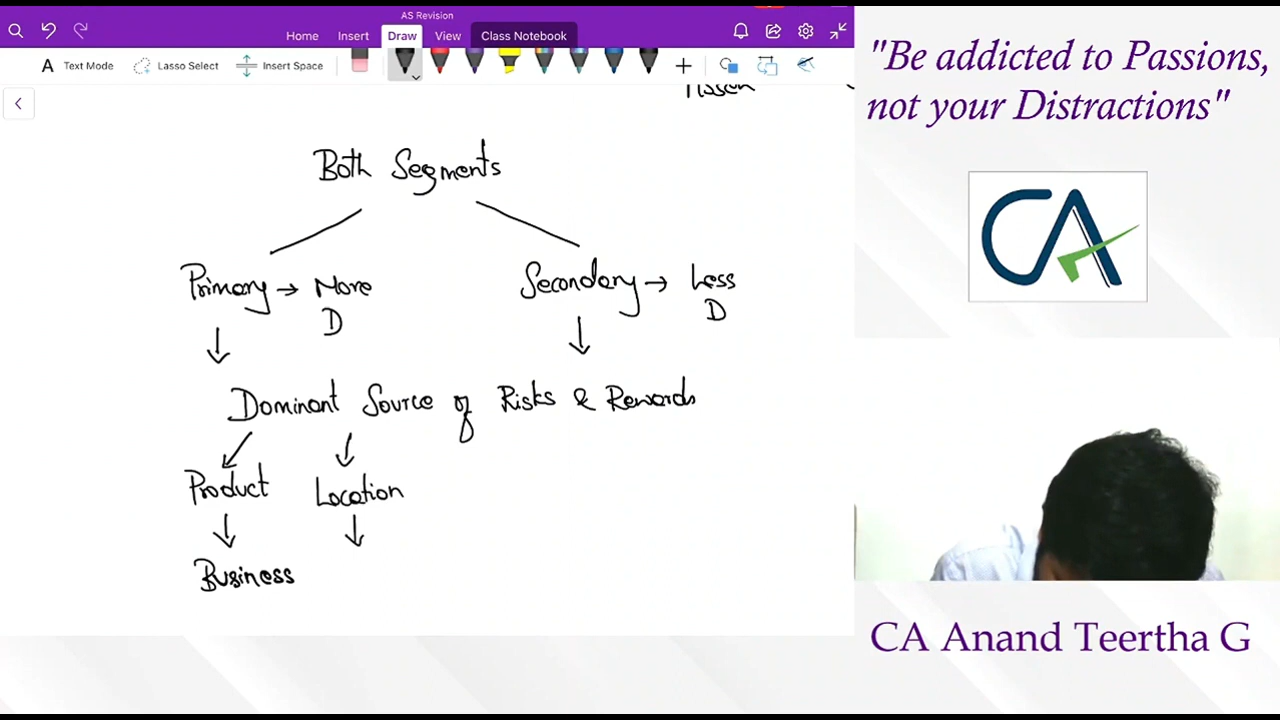 AS Revision
Home Insert Draw View Class Notebook
A Text Mode Lasso Select Insert Space
Both Segments
Primary → More
D
Secondary → Less
D
Dominant Source of Risks & Rewards
Product Location
Business
"Be addicted to Passions,
not your Distractions"
CA
CA Anand Teertha G